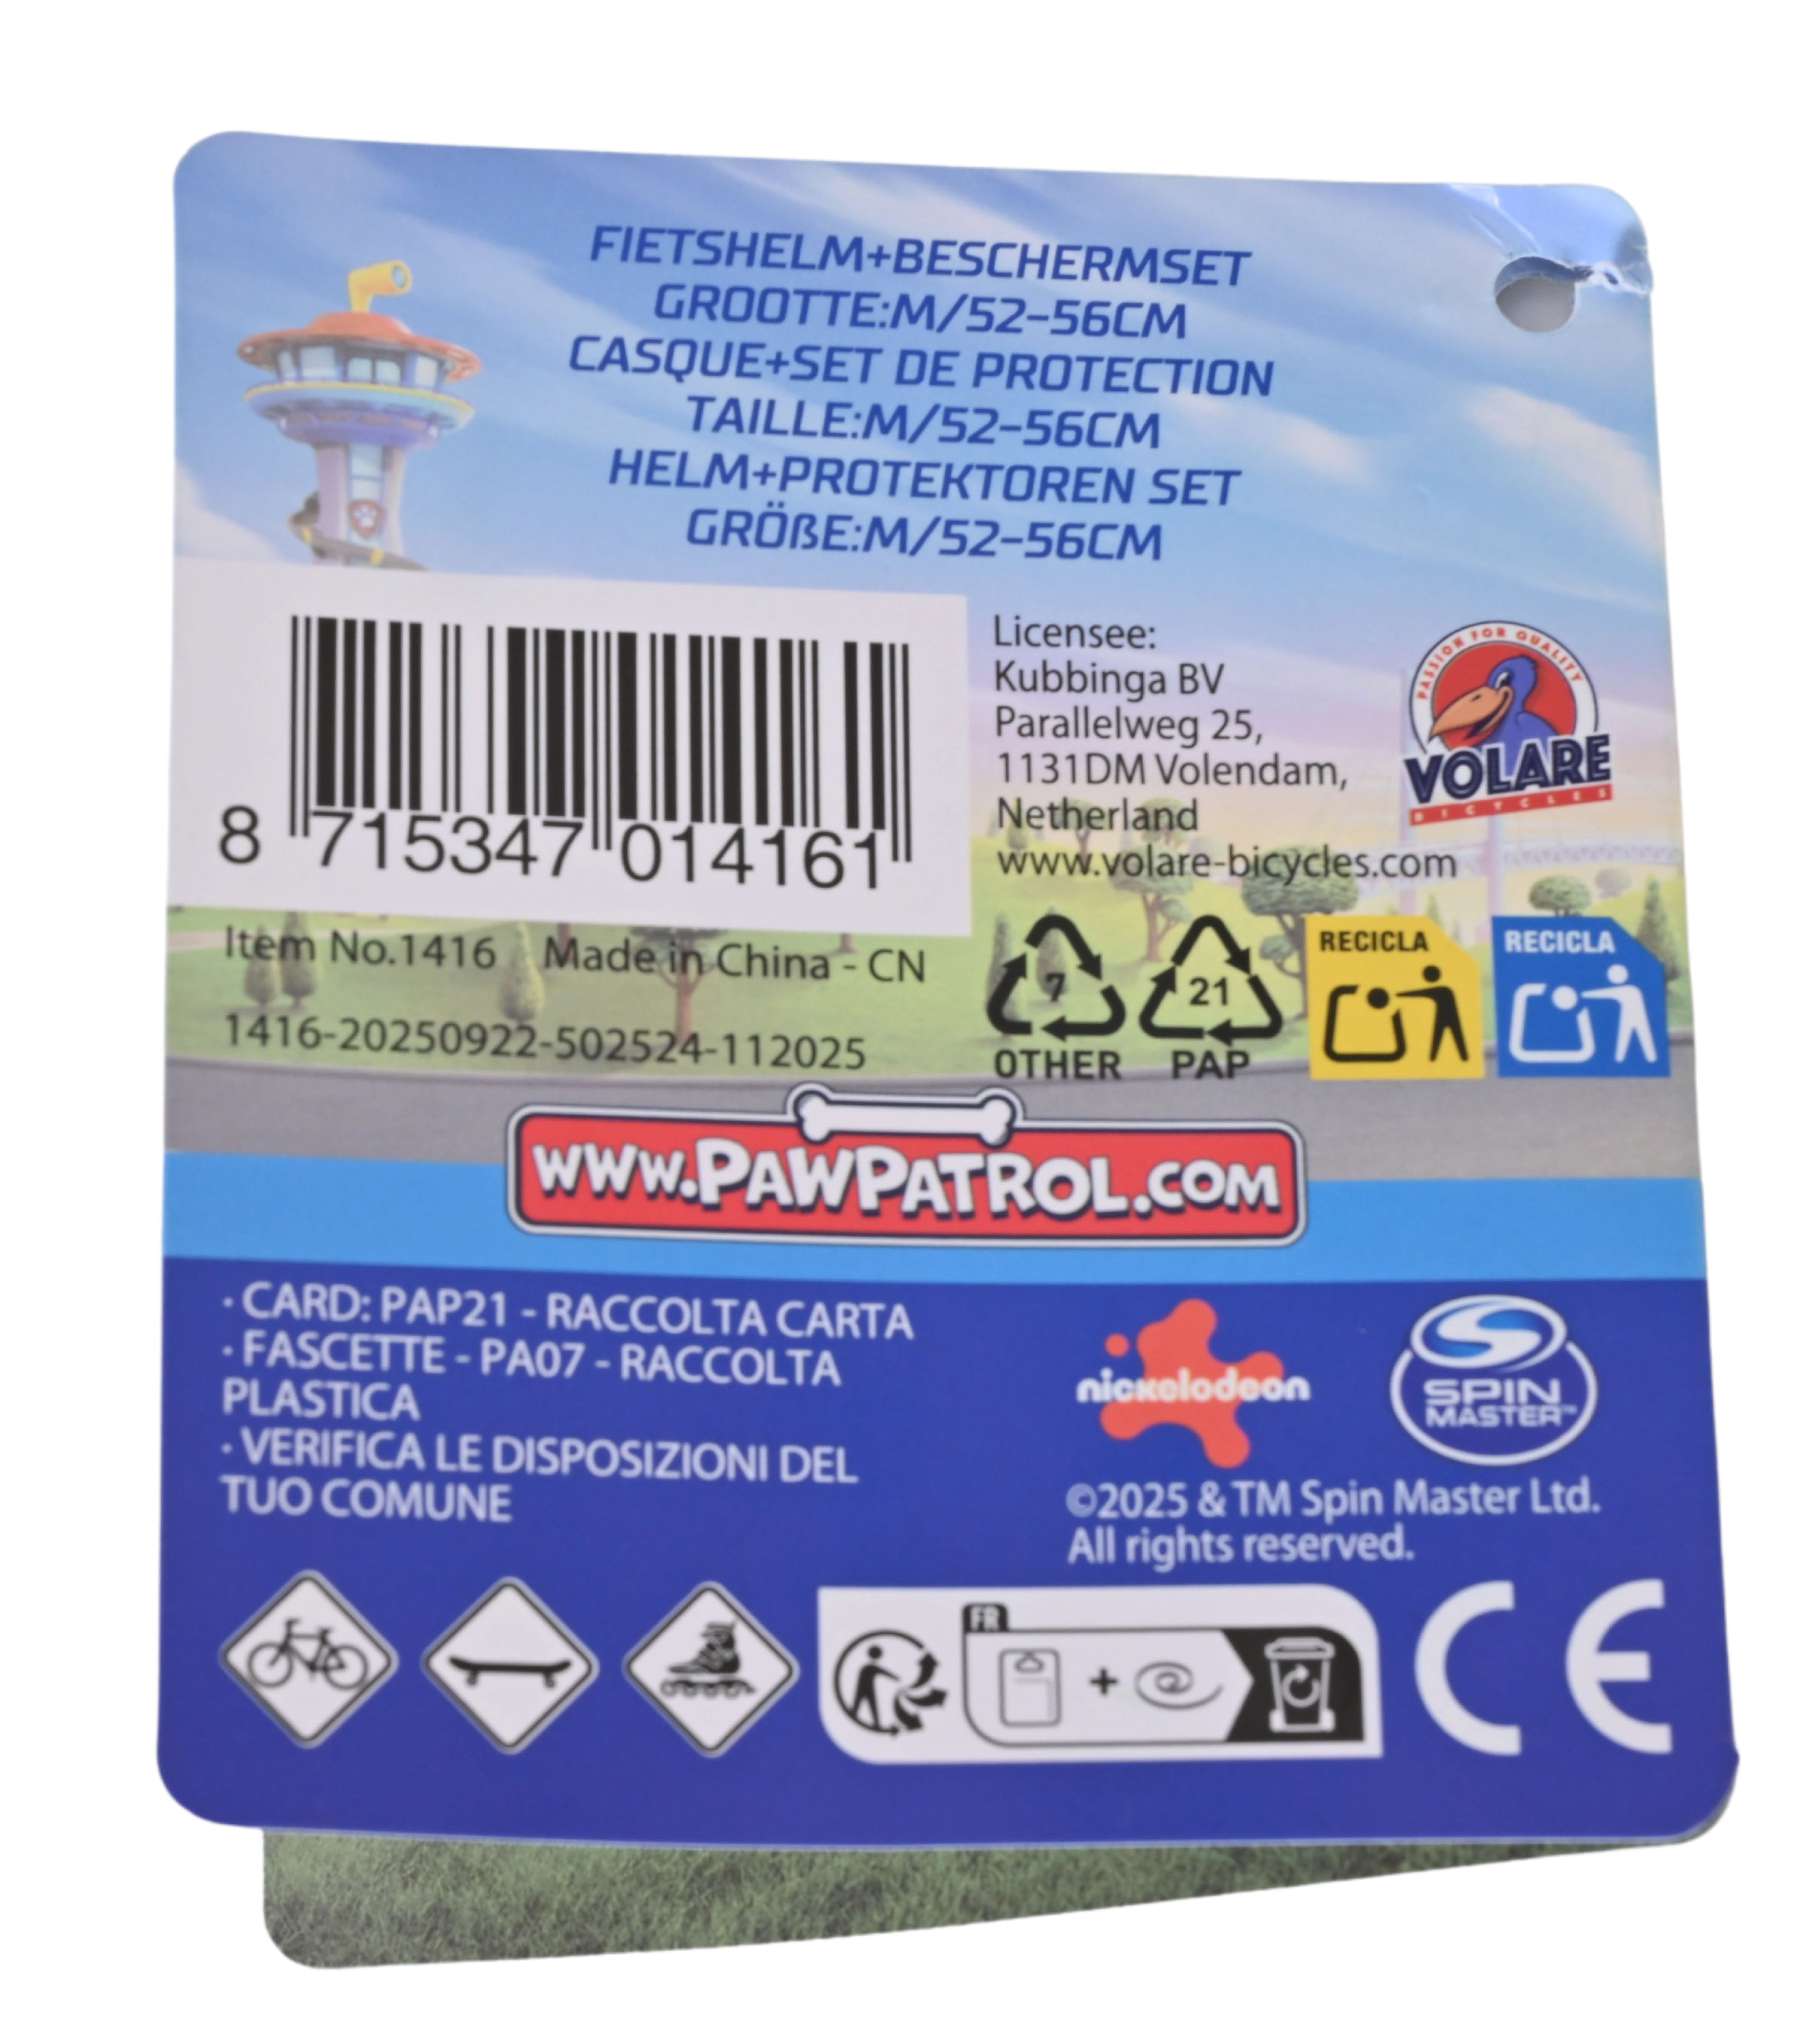 FIETSHELM+BESCHERMSET
GROOTTE:M/52-56CM
CASQUE+SET DE PROTECTION
TAILLE:M/52-56CM
HELM+PROTEKTOREN SET
GRÖßE:M/52-56CM
8 715347 014161
Item No.1416 Made in China - CN
1416-20250922-502524-112025
Licensee:
Kubbinga BV
Parallelweg 25,
1131DM Volendam,
Netherland
www.volare-bicycles.com
PASSION FOR QUALITY
VOLARE
BICYCLES
7
OTHER
21
PAP
RECICLA
RECICLA
WWW.PAWPATROL.COM
· CARD: PAP21 - RACCOLTA CARTA
· FASCETTE - PA07 - RACCOLTA
PLASTICA
· VERIFICA LE DISPOSIZIONI DEL
TUO COMUNE
nickelodeon
SPIN
MASTER™
©2025 & TM Spin Master Ltd.
All rights reserved.
FR
CE